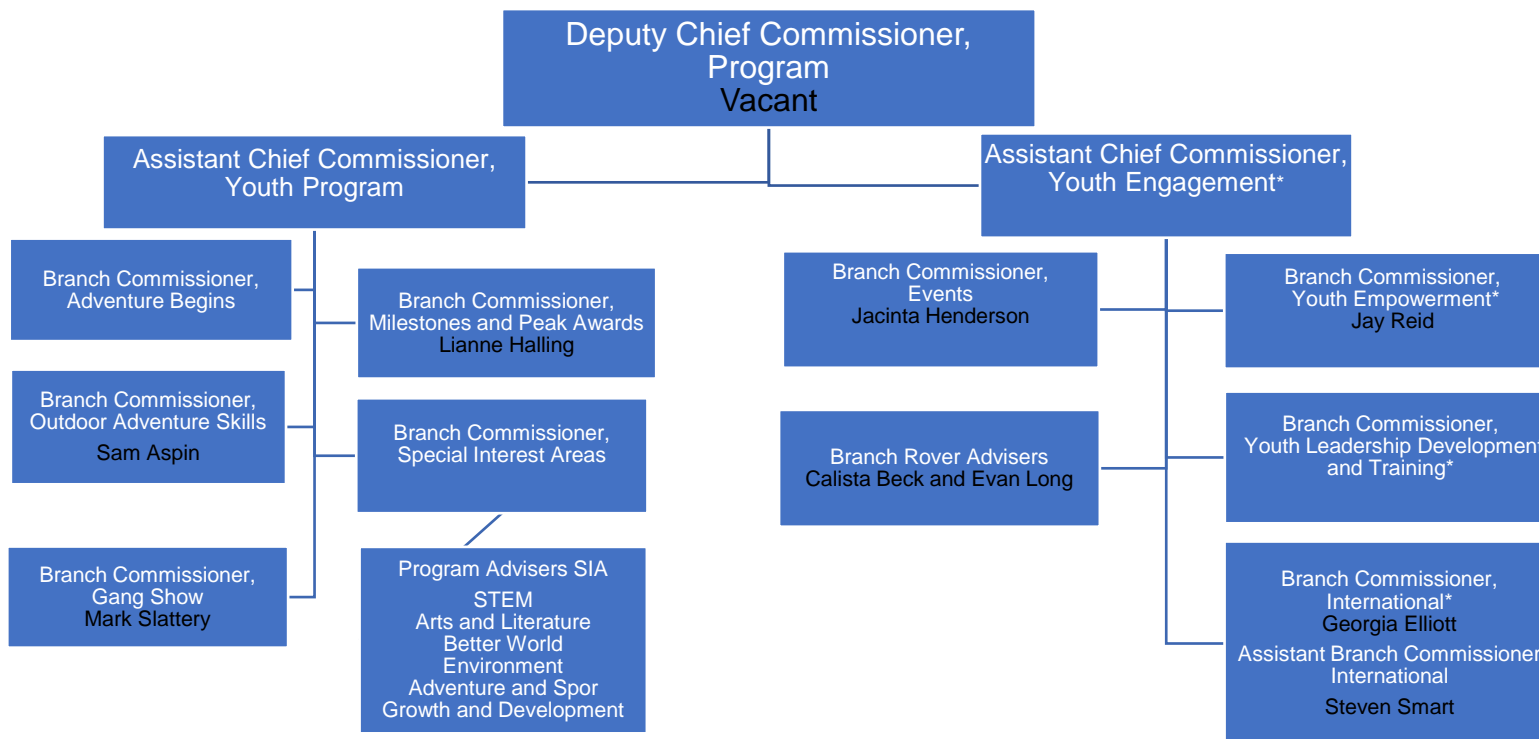 Deputy Chief Commissioner,
Program
Vacant
Assistant Chief Commissioner,
Youth Program
Assistant Chief Commissioner,
Youth Engagement*
Branch Commissioner,
Adventure Begins
Branch Commissioner,
Milestones and Peak Awards
Lianne Halling
Branch Commissioner,
Outdoor Adventure Skills
Sam Aspin
Branch Commissioner,
Special Interest Areas
Branch Commissioner,
Gang Show
Mark Slattery
Program Advisers SIA
STEM
Arts and Literature
Better World
Environment
Adventure and Spor
Growth and Development
Branch Commissioner,
Events
Jacinta Henderson
Branch Commissioner,
Youth Empowerment*
Jay Reid
Branch Rover Advisers
Calista Beck and Evan Long
Branch Commissioner,
Youth Leadership Development
and Training*
Branch Commissioner,
International*
Georgia Elliott
Assistant Branch Commissioner
International
Steven Smart